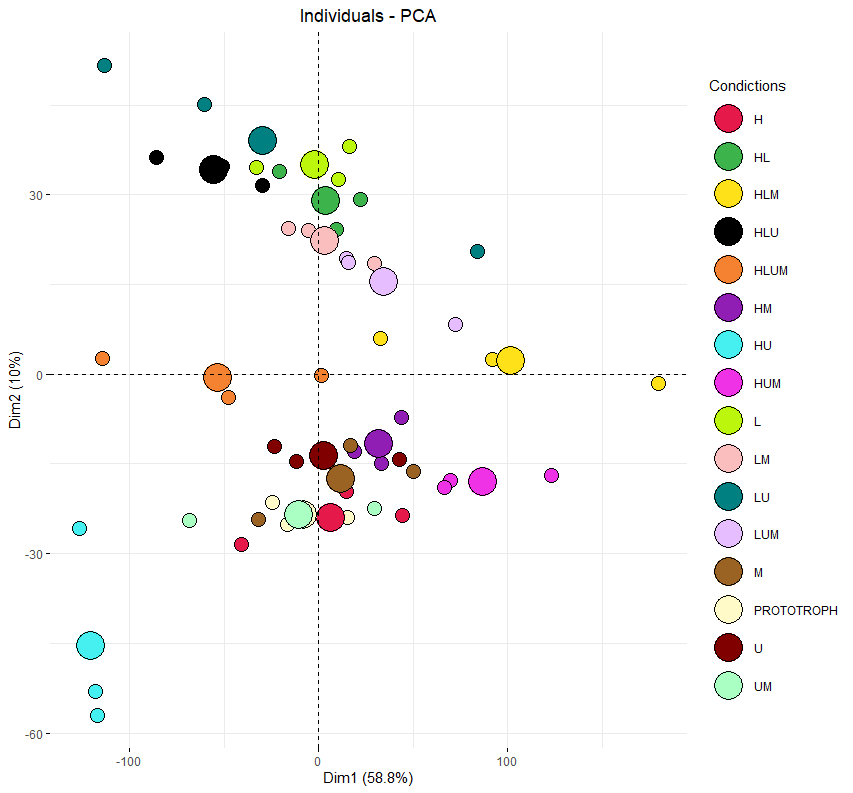 Individuals - PCA
Dim2 (10%)
30
0
-30
-60
-100
0
100
Dim1 (58.8%)
Condictions
H
HL
HLM
HLU
HLUM
HM
HU
HUM
L
LM
LU
LUM
M
PROTOTROPH
U
UM